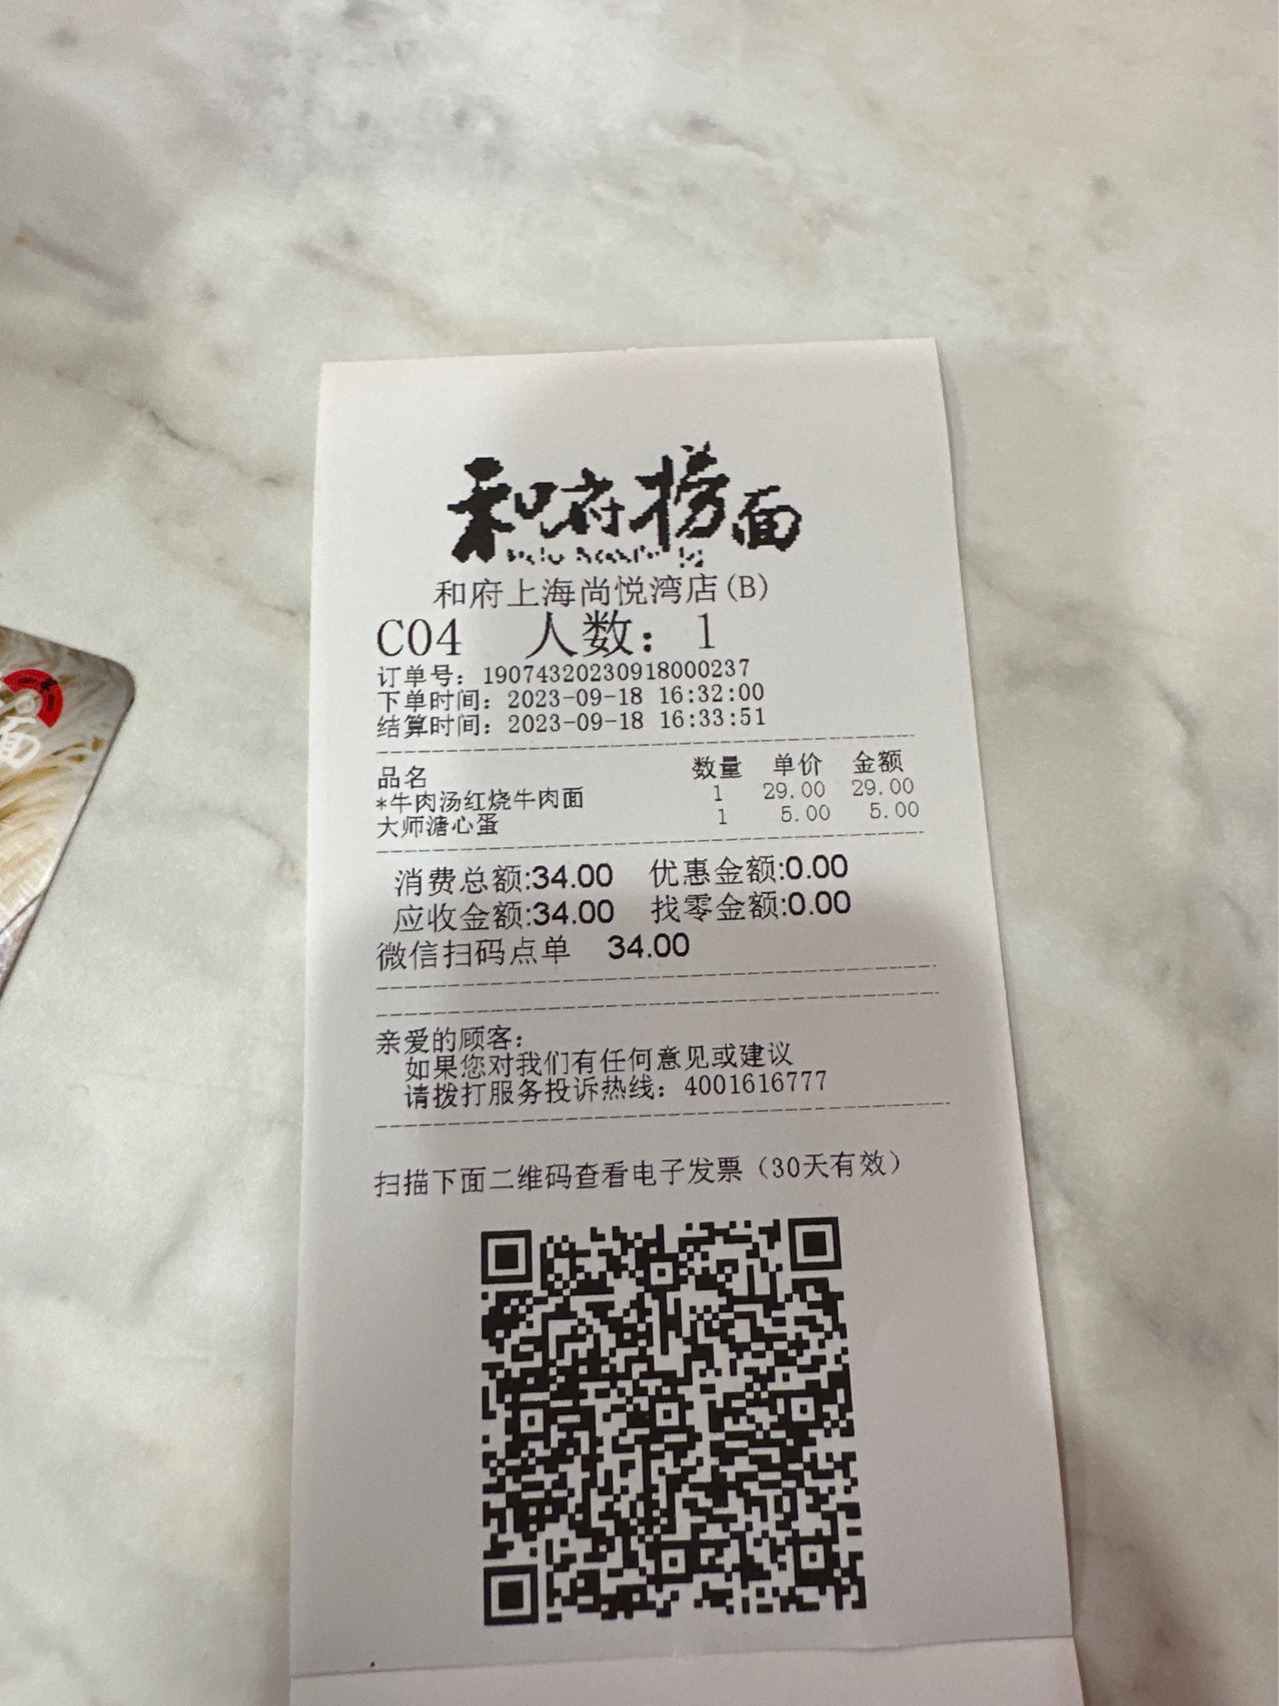 和府捞面
和府上海尚悦湾店(B)
C04 人数：1
订单号：19074320230918000237
下单时间：2023-09-18 16:32:00
结算时间：2023-09-18 16:33:51
品名 数量 单价 金额
*牛肉汤红烧牛肉面 1 29.00 29.00
大师溏心蛋 1 5.00 5.00
消费总额:34.00 优惠金额:0.00
应收金额:34.00 找零金额:0.00
微信扫码点单 34.00
亲爱的顾客：
如果您对我们有任何意见或建议
请拨打服务投诉热线：4001616777
扫描下面二维码查看电子发票（30天有效）
面